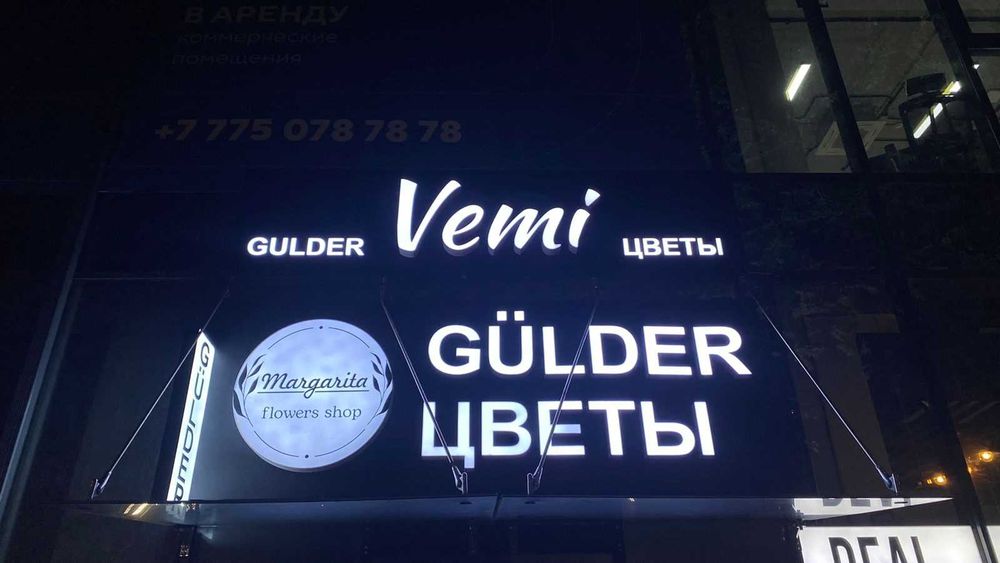 В АРЕНДУ
коммерческие
помещения
+7 775 078 78 78
GULDER Vemi ЦВЕТЫ
Margarita
flowers shop
GÜLDER
ЦВЕТЫ